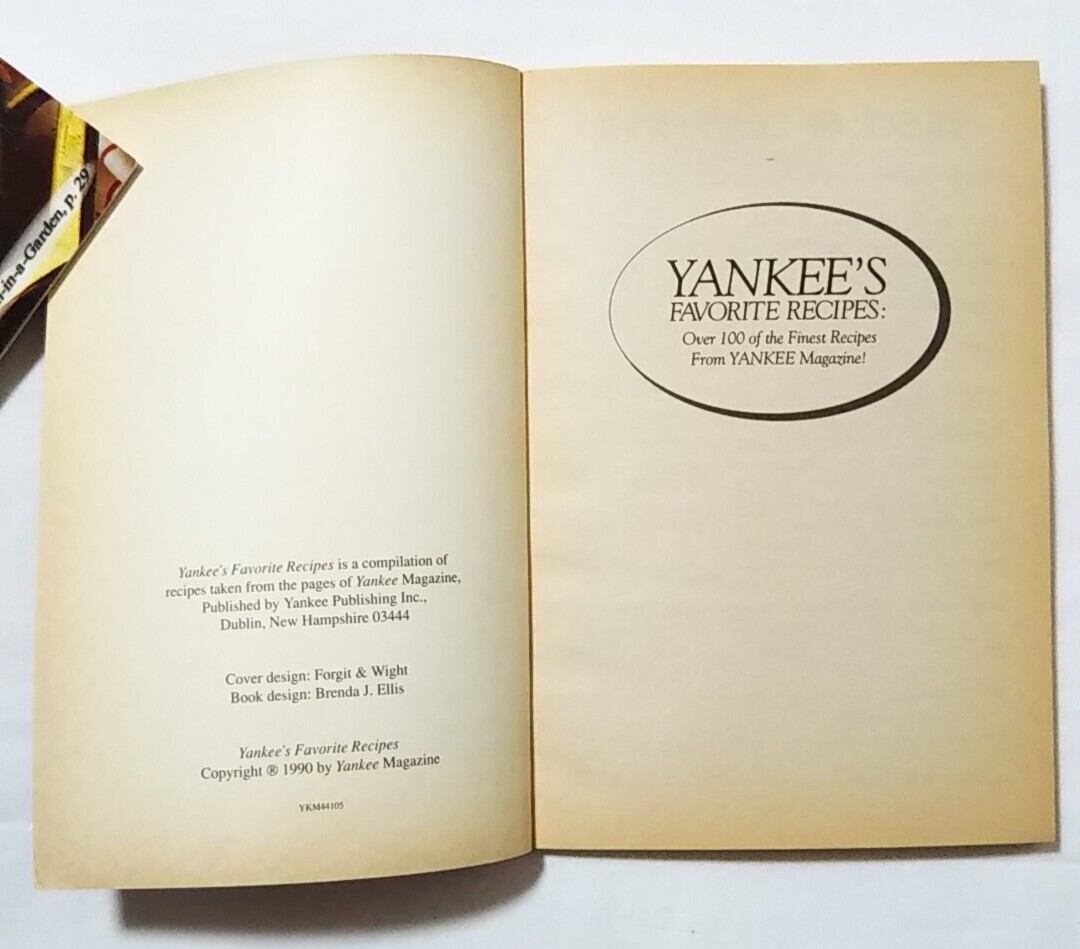 -in-a-Garden, p. 29
Yankee's Favorite Recipes is a compilation of
recipes taken from the pages of Yankee Magazine,
Published by Yankee Publishing Inc.,
Dublin, New Hampshire 03444
Cover design: Forgit & Wight
Book design: Brenda J. Ellis
Yankee's Favorite Recipes
Copyright ® 1990 by Yankee Magazine
YKM44105
YANKEE'S
FAVORITE RECIPES:
Over 100 of the Finest Recipes
From YANKEE Magazine!